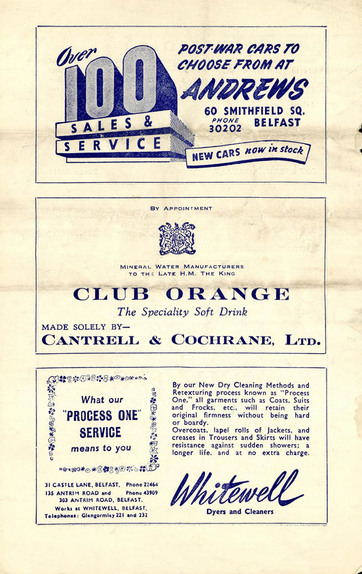 Over
100
SALES &
SERVICE
POST-WAR CARS TO
CHOOSE FROM AT
ANDREWS
60 SMITHFIELD SQ.
PHONE
30202 BELFAST
NEW CARS now in stock
BY APPOINTMENT
MINERAL WATER MANUFACTURERS
TO THE LATE H.M. THE KING
CLUB ORANGE
The Speciality Soft Drink
MADE SOLELY BY—
CANTRELL & COCHRANE, LTD.
What our
"PROCESS ONE"
SERVICE
means to you
31 CASTLE LANE, BELFAST. Phone 22464
135 ANTRIM ROAD and Phone 43909
303 ANTRIM ROAD, BELFAST.
Works at WHITEWELL, BELFAST,
Telephones: Glengormley 221 and 232
By our New Dry Cleaning Methods and
Retexturing process known as "Process
One," all garments such as Coats, Suits
and Frocks, etc., will retain their
original firmness without being hard
or boardy.
Overcoats, lapel rolls of Jackets, and
creases in Trousers and Skirts will have
resistance against sudden showers; a
longer life, and at no extra charge.
Whitewell
Dyers and Cleaners